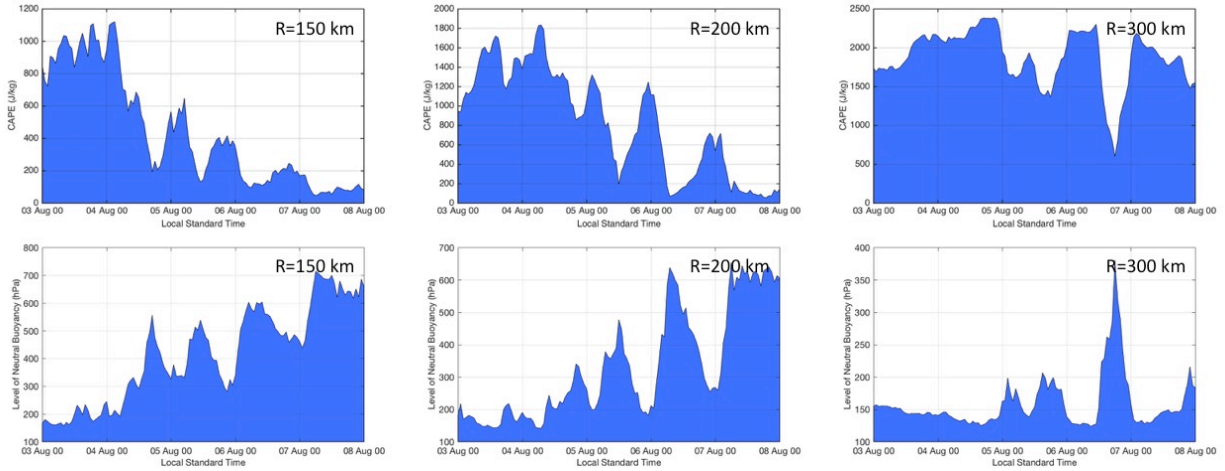 R=150 km
1200
1000
800
600
400
200
0
CAPE (J/kg)
03 Aug 00 04 Aug 00 05 Aug 00 06 Aug 00 07 Aug 00 08 Aug 00
Local Standard Time
R=200 km
2000
1800
1600
1400
1200
1000
800
600
400
200
0
CAPE (J/kg)
03 Aug 00 04 Aug 00 05 Aug 00 06 Aug 00 07 Aug 00 08 Aug 00
Local Standard Time
R=300 km
2500
2000
1500
1000
500
0
CAPE (J/kg)
03 Aug 00 04 Aug 00 05 Aug 00 06 Aug 00 07 Aug 00 08 Aug 00
Local Standard Time
R=150 km
800
700
600
500
400
300
200
100
Level of Neutral Buoyancy (hPa)
03 Aug 00 04 Aug 00 05 Aug 00 06 Aug 00 07 Aug 00 08 Aug 00
Local Standard Time
R=200 km
700
600
500
400
300
200
100
Level of Neutral Buoyancy (hPa)
03 Aug 00 04 Aug 00 05 Aug 00 06 Aug 00 07 Aug 00 08 Aug 00
Local Standard Time
R=300 km
400
350
300
250
200
150
100
Level of Neutral Buoyancy (hPa)
03 Aug 00 04 Aug 00 05 Aug 00 06 Aug 00 07 Aug 00 08 Aug 00
Local Standard Time